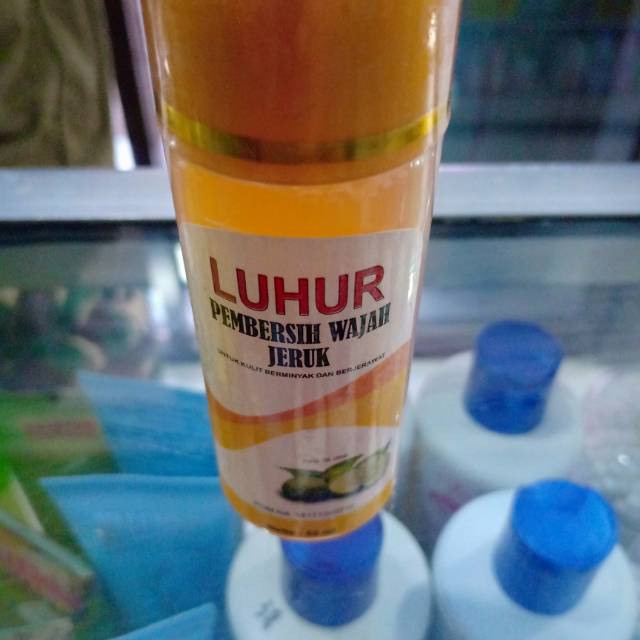 LUHUR
PEMBERSIH WAJAH
JERUK
UNTUK KULIT BERMINYAK DAN BERJERAWAT